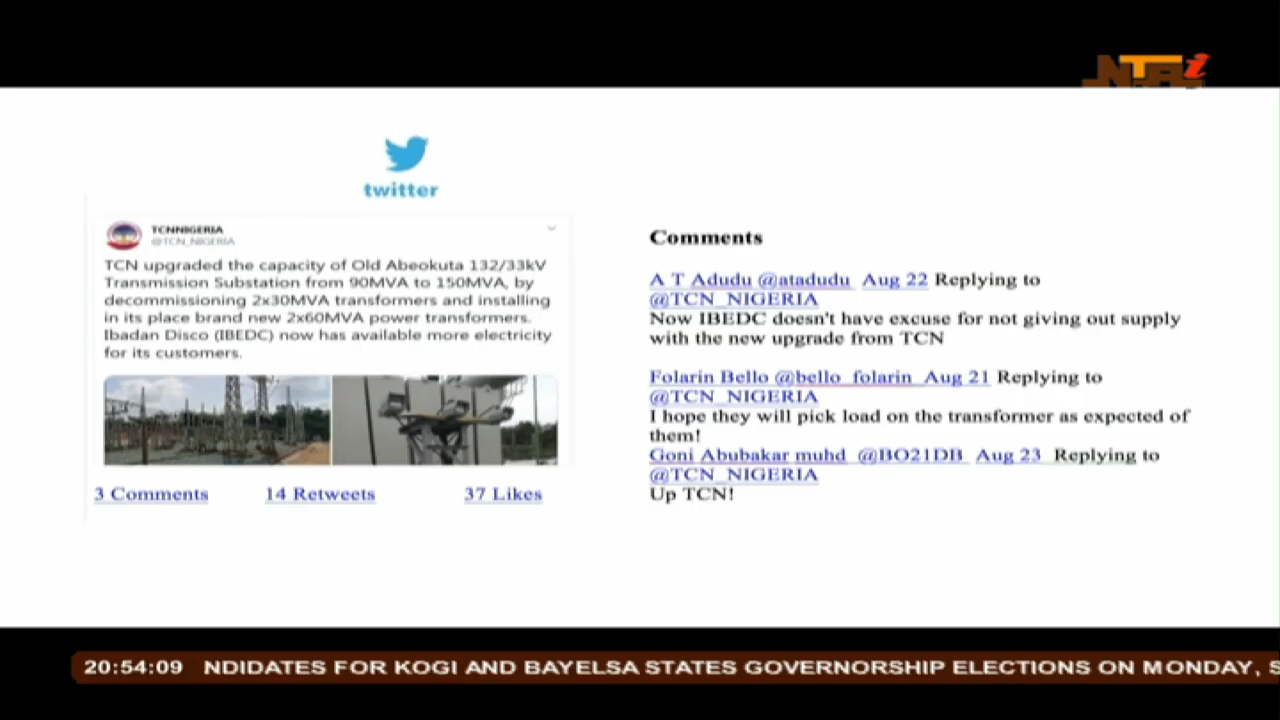 NTAi
twitter
TCNNIGERIA
@TCN_NIGERIA
TCN upgraded the capacity of Old Abeokuta 132/33kV
Transmission Substation from 90MVA to 150MVA, by
decommissioning 2x30MVA transformers and installing
in its place brand new 2x60MVA power transformers.
Ibadan Disco (IBEDC) now has available more electricity
for its customers.
3 Comments 14 Retweets 37 Likes
Comments
A T Adudu @atadudu Aug 22 Replying to
@TCN_NIGERIA
Now IBEDC doesn't have excuse for not giving out supply
with the new upgrade from TCN
Folarin Bello @bello_folarin Aug 21 Replying to
@TCN_NIGERIA
I hope they will pick load on the transformer as expected of
them!
Goni Abubakar muhd @BO21DB Aug 23 Replying to
@TCN_NIGERIA
Up TCN!
20:54:09 NDIDATES FOR KOGI AND BAYELSA STATES GOVERNORSHIP ELECTIONS ON MONDAY, S